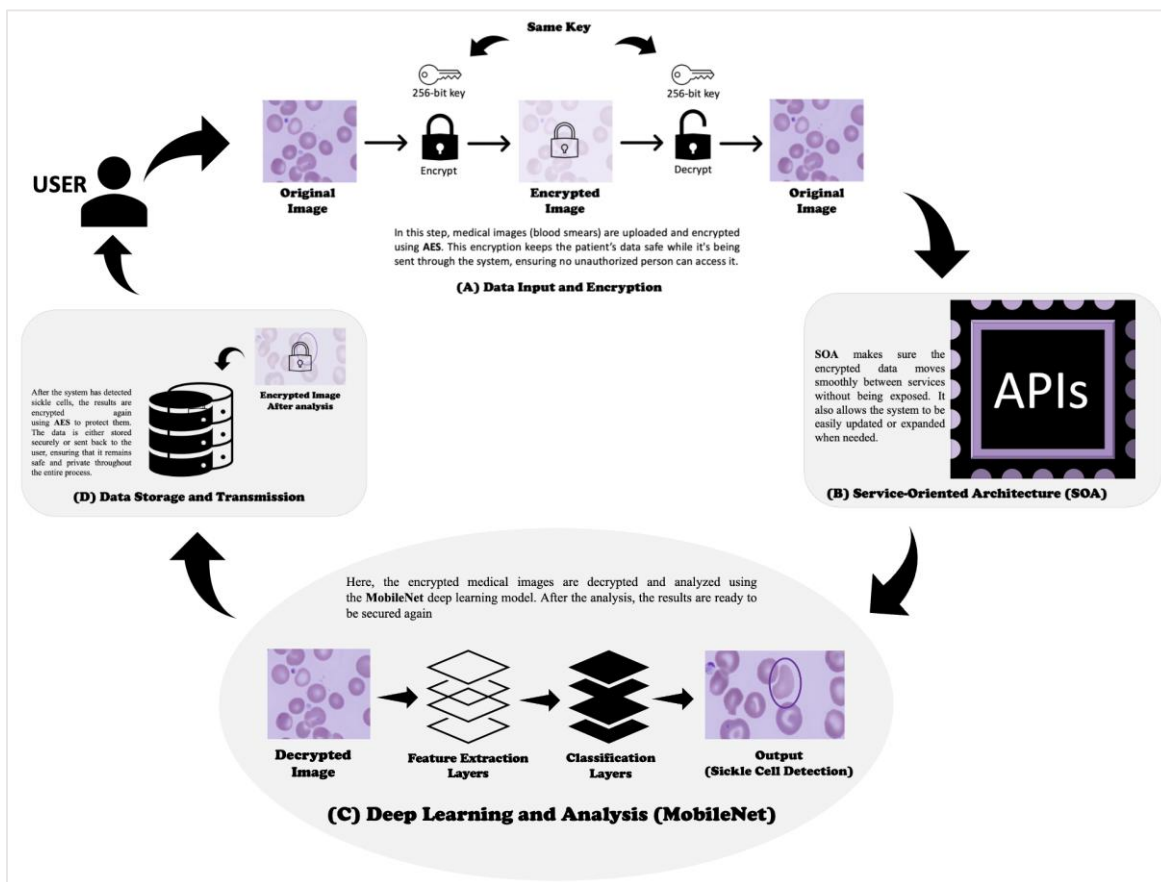 Same Key
256-bit key
256-bit key
USER
Encrypt
Decrypt
Original
Image
Encrypted
Image
Original
Image
In this step, medical images (blood smears) are uploaded and encrypted
using AES. This encryption keeps the patient's data safe while it's being
sent through the system, ensuring no unauthorized person can access it.
(A) Data Input and Encryption
SOA makes sure the
encrypted data moves
smoothly between services
without being exposed. It
also allows the system to be
easily updated or expanded
when needed.
APIs
(B) Service-Oriented Architecture (SOA)
After the system has detected
sickle cells, the results are
encrypted again
using AES to protect them.
The data is either stored
securely or sent back to the
user, ensuring that it remains
safe and private throughout
the entire process.
Encrypted Image
After analysis
(D) Data Storage and Transmission
Here, the encrypted medical images are decrypted and analyzed using
the MobileNet deep learning model. After the analysis, the results are ready to
be secured again
Decrypted
Image
Feature Extraction
Layers
Classification
Layers
Output
(Sickle Cell Detection)
(C) Deep Learning and Analysis (MobileNet)